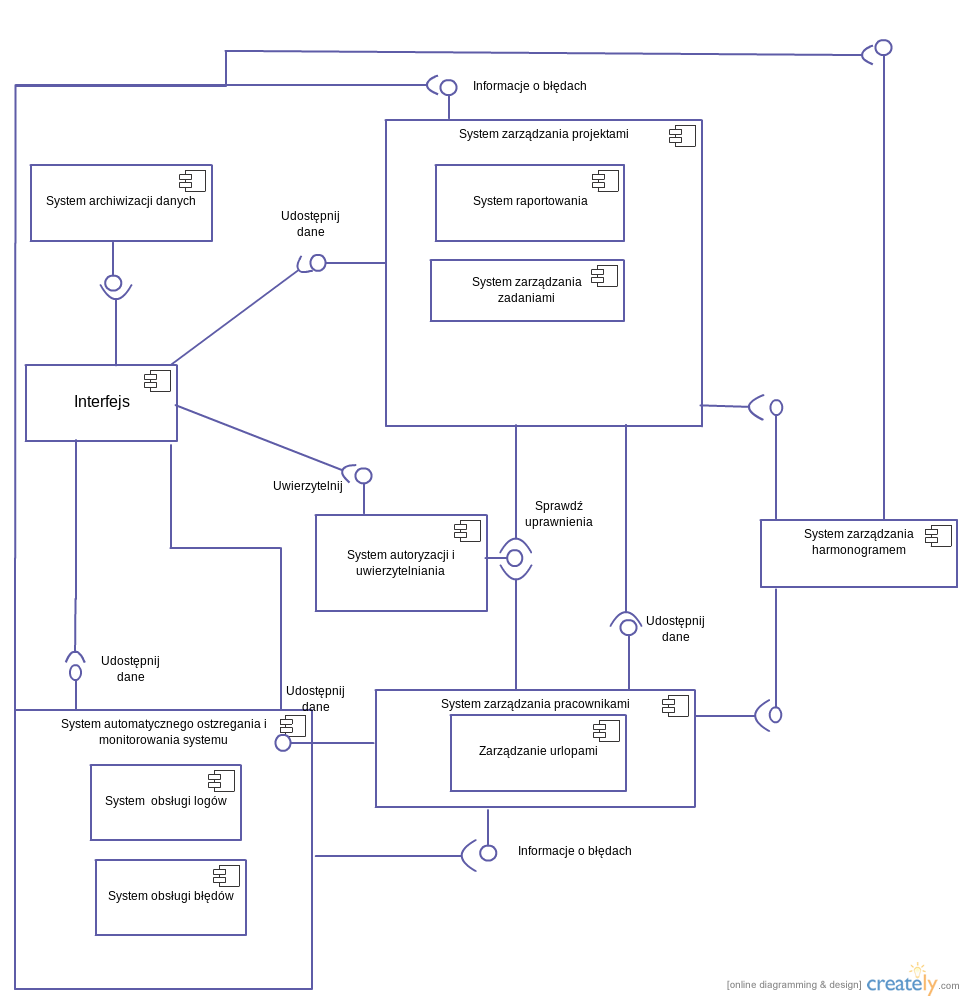 Informacje o błędach
System zarządzania projektami
System archiwizacji danych
System raportowania
Udostępnij
dane
System zarządzania
zadaniami
Interfejs
Uwierzytelnij
Sprawdź
uprawnienia
System autoryzacji i
uwierzytelniania
System zarządzania
harmonogramem
Udostępnij
dane
Udostępnij
dane
Udostępnij
dane
System automatycznego ostzregania i
monitorowania systemu
System zarządzania pracownikami
Zarządzanie urlopami
System  obsługi logów
Informacje o błędach
System obsługi błędów
[online diagramming & design] creately.com